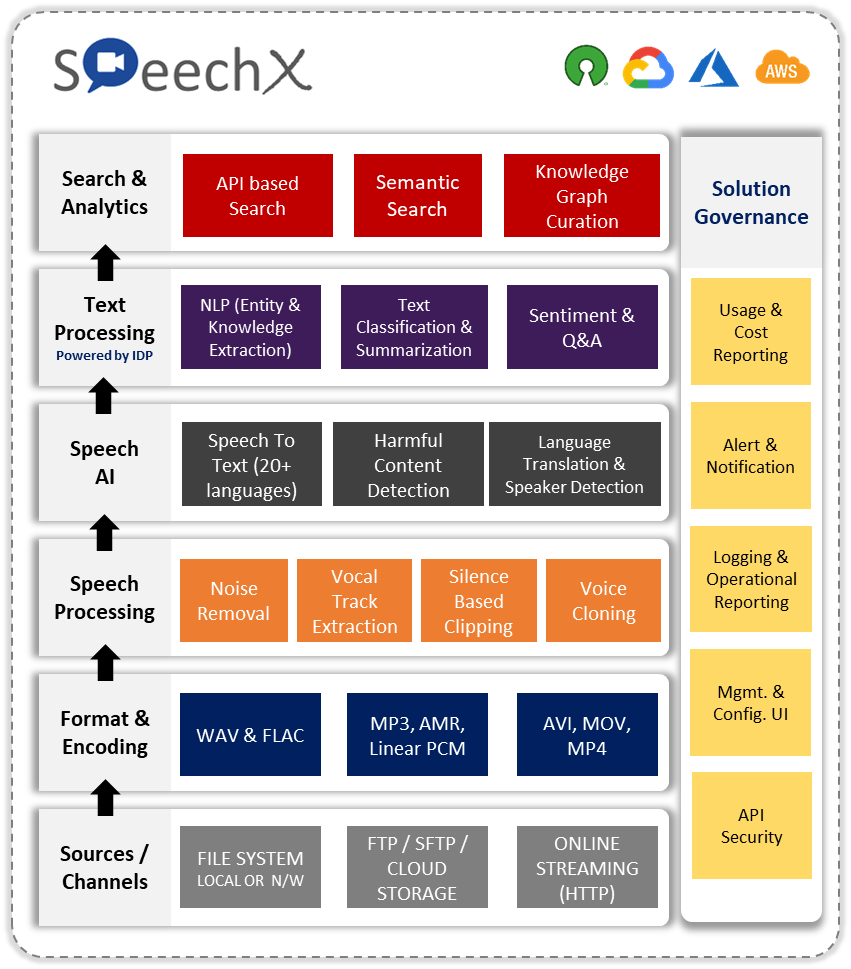 SpeechX
AWS
Search &
Analytics
API based
Search
Semantic
Search
Knowledge
Graph
Curation
Text
Processing
Powered by IDP
NLP (Entity &
Knowledge
Extraction)
Text
Classification &
Summarization
Sentiment &
Q&A
Speech
AI
Speech To
Text (20+
languages)
Harmful
Content
Detection
Language
Translation &
Speaker Detection
Speech
Processing
Noise
Removal
Vocal
Track
Extraction
Silence
Based
Clipping
Voice
Cloning
Format &
Encoding
WAV & FLAC
MP3, AMR,
Linear PCM
AVI, MOV,
MP4
Sources /
Channels
FILE SYSTEM
LOCAL OR N/W
FTP / SFTP /
CLOUD
STORAGE
ONLINE
STREAMING
(HTTP)
Solution
Governance
Usage &
Cost
Reporting
Alert &
Notification
Logging &
Operational
Reporting
Mgmt. &
Config. UI
API
Security